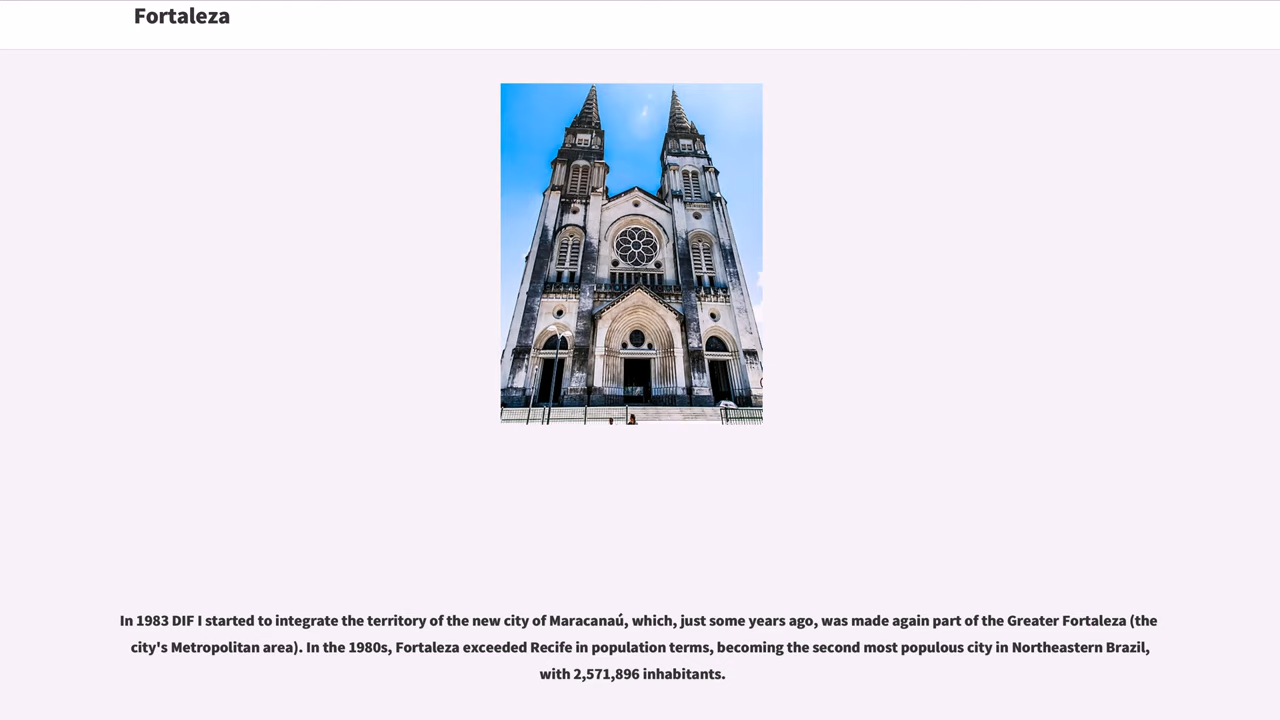 Fortaleza
In 1983 DIF I started to integrate the territory of the new city of Maracanaú, which, just some years ago, was made again part of the Greater Fortaleza (the
city's Metropolitan area). In the 1980s, Fortaleza exceeded Recife in population terms, becoming the second most populous city in Northeastern Brazil,
with 2,571,896 inhabitants.